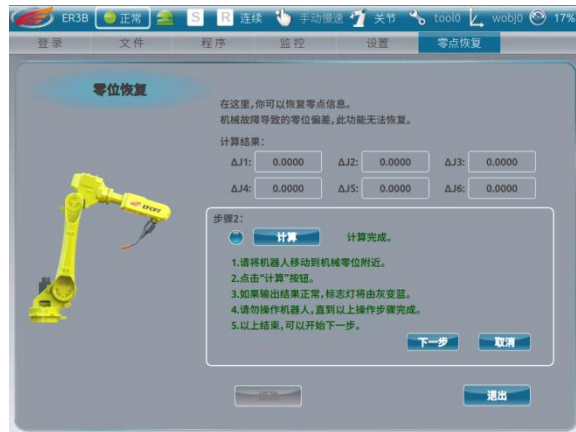 ER3B 正常 S R 连续 手动慢速 关节 tool0 wobj0 17%
登录 文件 程序 监控 设置 零点恢复
零位恢复
在这里,你可以恢复零点信息。
机械故障导致的零位偏差,此功能无法恢复。
计算结果:
ΔJ1: 0.0000 ΔJ2: 0.0000 ΔJ3: 0.0000
ΔJ4: 0.0000 ΔJ5: 0.0000 ΔJ6: 0.0000
EFORT
步骤2:
计算 计算完成。
1.请将机器人移动到机械零位附近。
2.点击“计算”按钮。
3.如果输出结果正常,标志灯将由灰变蓝。
4.请勿操作机器人,直到以上操作步骤完成。
5.以上结束,可以开始下一步。
下一步 取消
退出